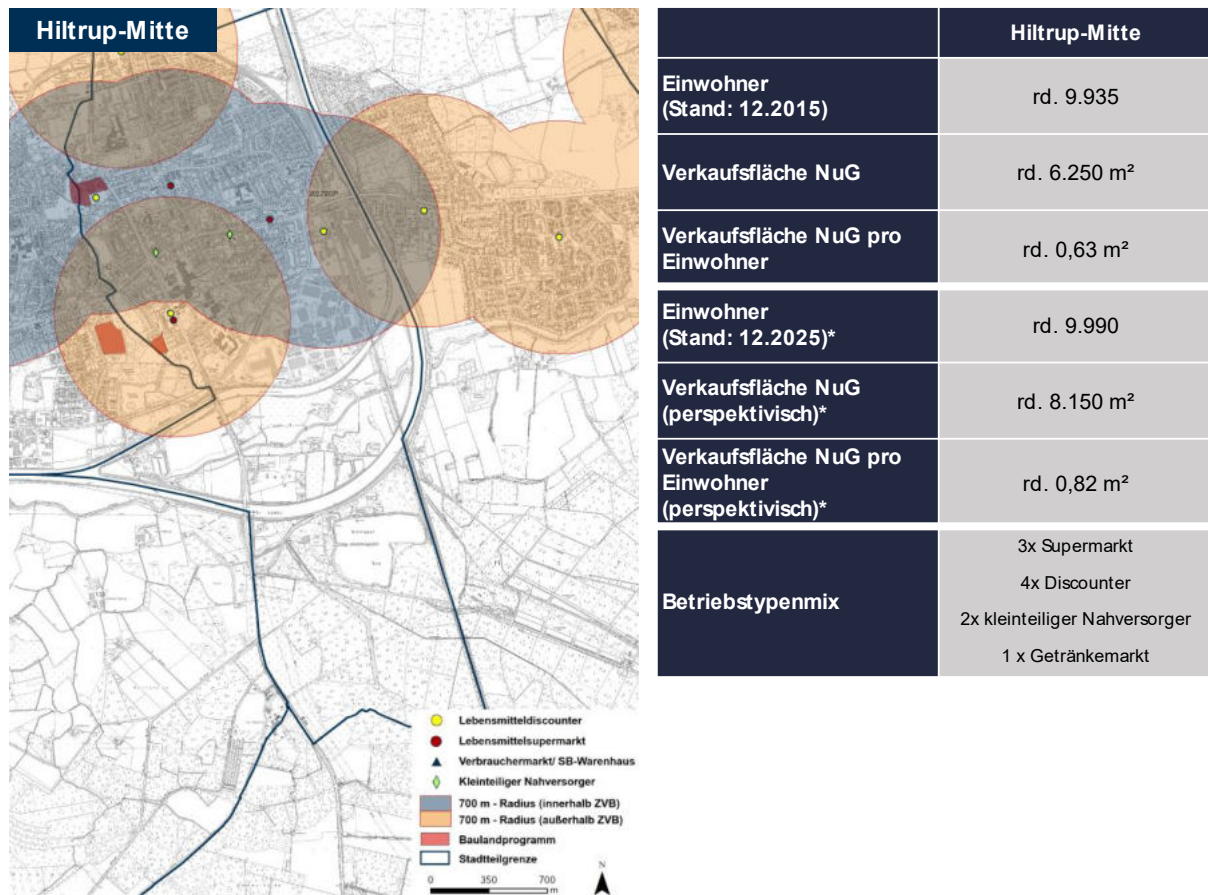 Hiltrup-Mitte
Hiltrup-Mitte
Einwohner
(Stand: 12.2015)
rd. 9.935
Verkaufsfläche NuG
rd. 6.250 m²
Verkaufsfläche NuG pro
Einwohner
rd. 0,63 m²
Einwohner
(Stand: 12.2025)*
rd. 9.990
Verkaufsfläche NuG
(perspektivisch)*
rd. 8.150 m²
Verkaufsfläche NuG pro
Einwohner
(perspektivisch)*
rd. 0,82 m²
Betriebstypenmix
3x Supermarkt
4x Discounter
2x kleinteiliger Nahversorger
1 x Getränkemarkt
Lebensmitteldiscounter
Lebensmittelsupermarkt
Verbrauchermarkt/ SB-Warenhaus
Kleinteiliger Nahversorger
700 m - Radius (innerhalb ZVB)
700 m - Radius (außerhalb ZVB)
Baulandprogramm
Stadtteilgrenze
0 350 700
m
N